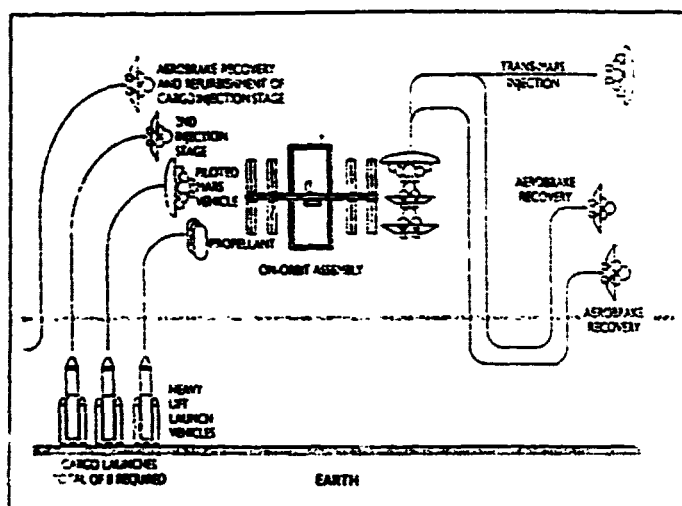 AEROBRAKE RECOVERY
AND REFURBISHMENT OF
CARGO INJECTION STAGE
2ND
INJECTION
STAGE
PILOTED
MARS
VEHICLE
PROPELLANT
ON-ORBIT ASSEMBLY
TRANS-MARS
INJECTION
AEROBRAKE
RECOVERY
AEROBRAKE
RECOVERY
HEAVY
LIFT
LAUNCH
VEHICLES
CARGO LAUNCHES
TOTAL OF 8 REQUIRED
EARTH